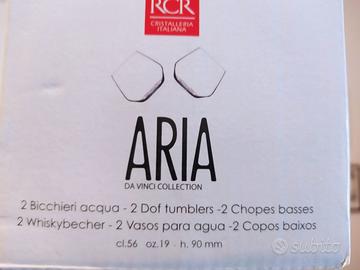 RCR
CRISTALLERIA
ITALIANA
ARIA
DA VINCI COLLECTION
2 Bicchieri acqua - 2 Dof tumblers -2 Chopes basses
2 Whiskybecher - 2 Vasos para agua -2 Copos baixos
cl.56 oz.19 - h. 90 mm
subito